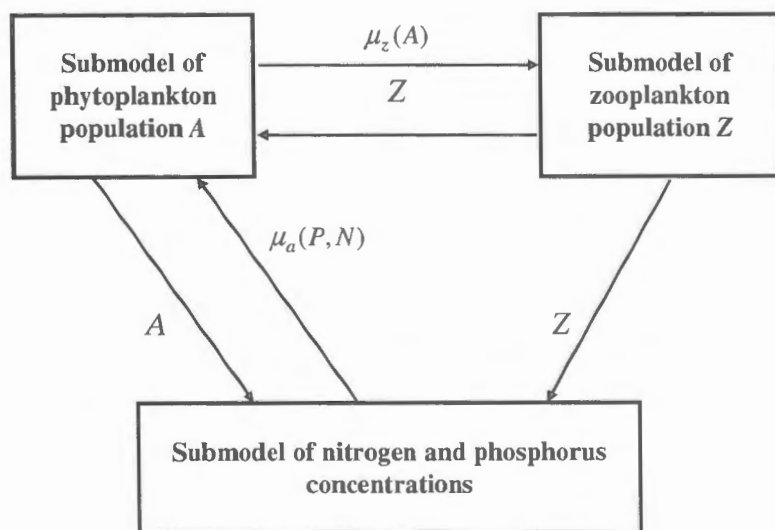 Submodel of
phytoplankton
population A
μz(A)
Z
Submodel of
zooplankton
population Z
μa(P,N)
A
Z
Submodel of nitrogen and phosphorus
concentrations